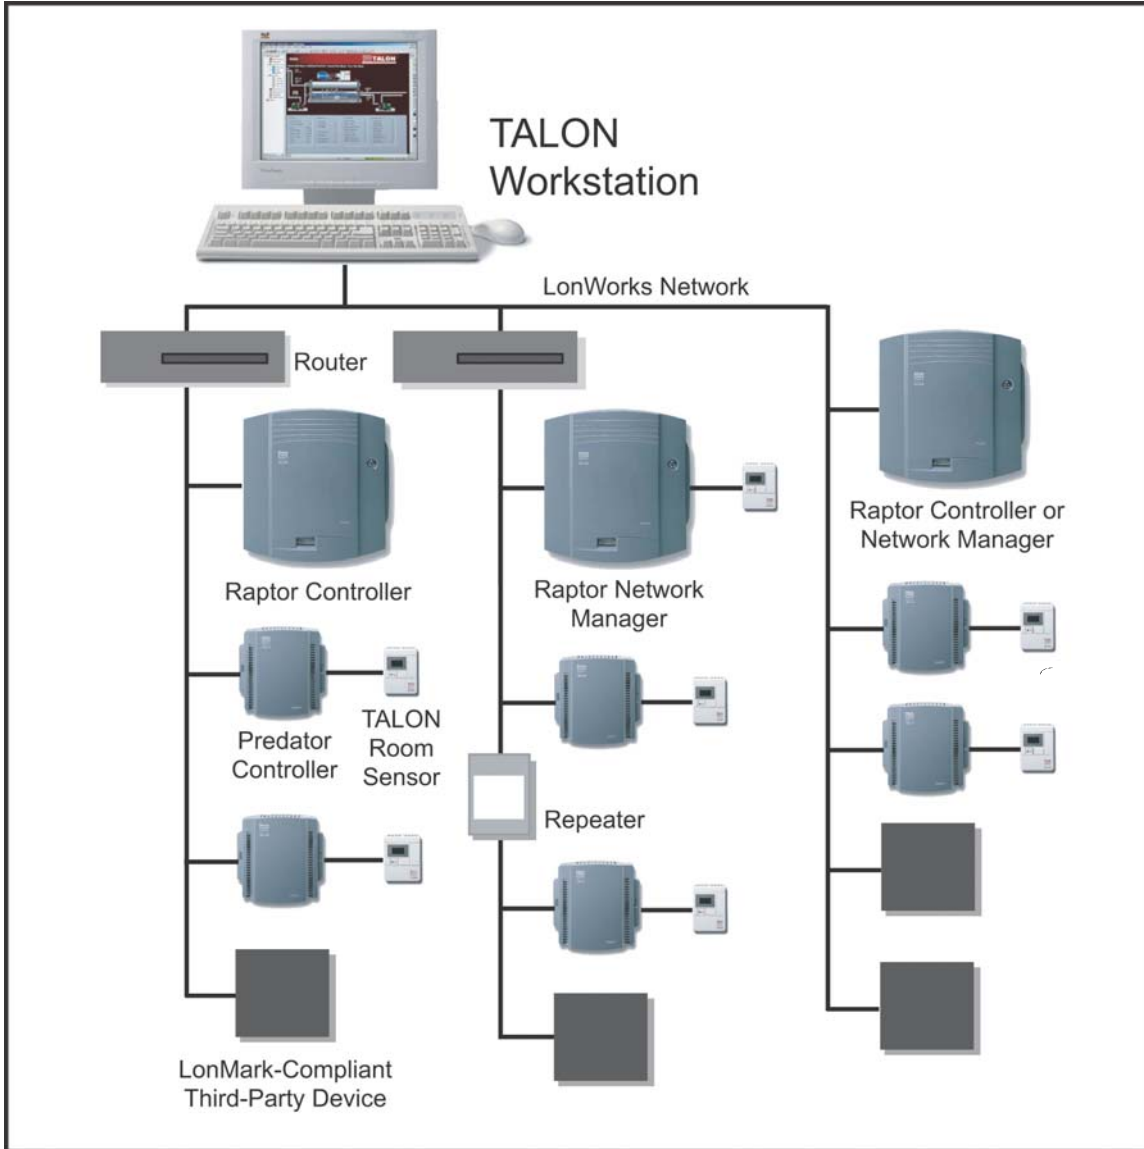 TALON
TALON
Workstation
LonWorks Network
Router
Raptor Controller
Raptor Network
Manager
Raptor Controller or
Network Manager
Predator
Controller
TALON
Room
Sensor
Repeater
LonMark-Compliant
Third-Party Device